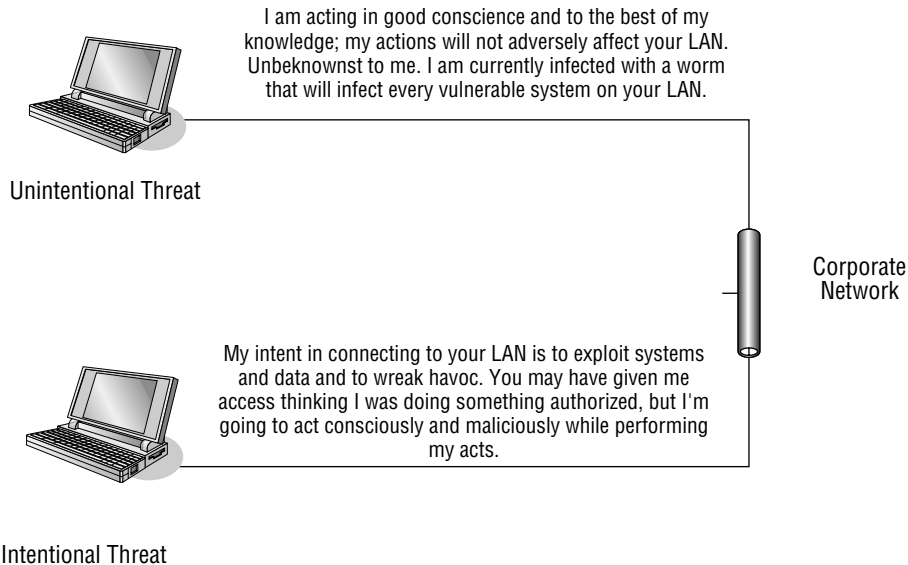 I am acting in good conscience and to the best of my
knowledge; my actions will not adversely affect your LAN.
Unbeknownst to me. I am currently infected with a worm
that will infect every vulnerable system on your LAN.
Unintentional Threat
Corporate
Network
My intent in connecting to your LAN is to exploit systems
and data and to wreak havoc. You may have given me
access thinking I was doing something authorized, but I'm
going to act consciously and maliciously while performing
my acts.
Intentional Threat